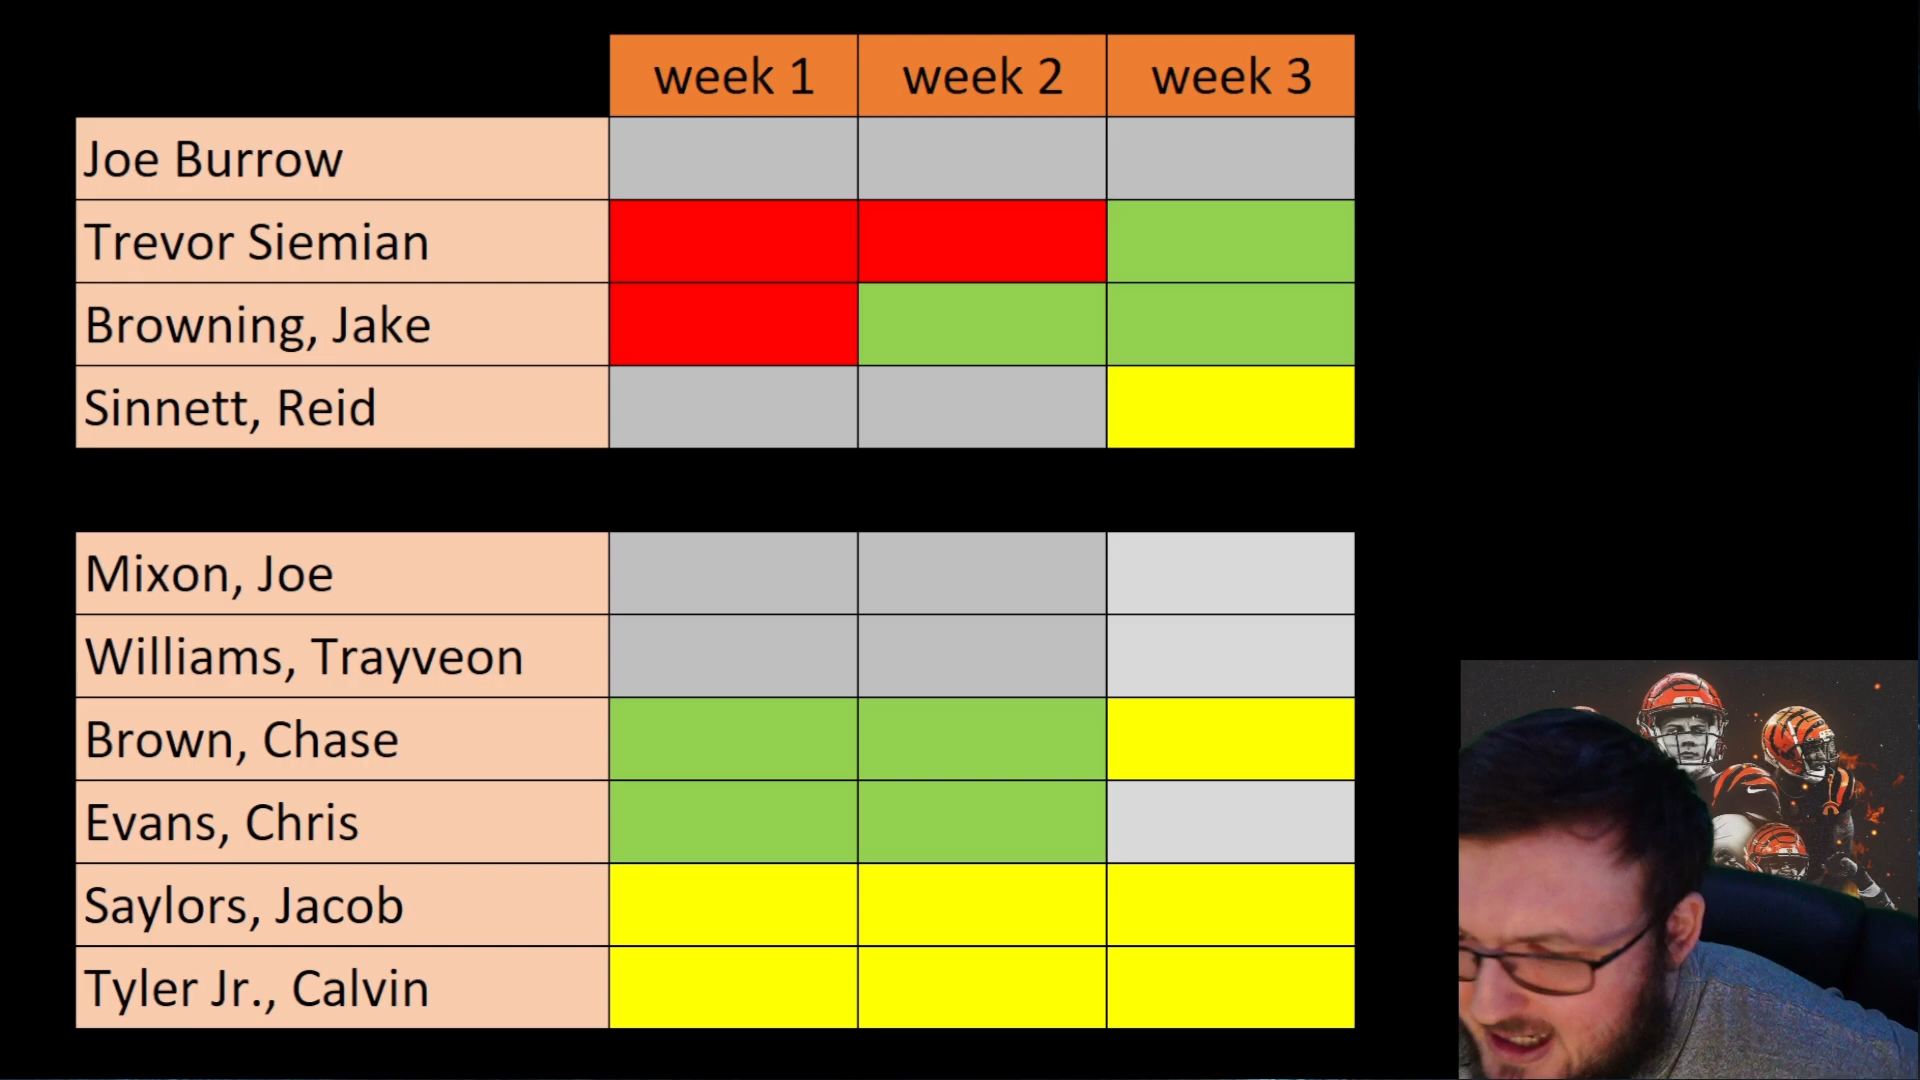 week 1 week 2 week 3
Joe Burrow
Trevor Siemian
Browning, Jake
Sinnett, Reid
Mixon, Joe
Williams, Trayveon
Brown, Chase
Evans, Chris
Saylors, Jacob
Tyler Jr., Calvin